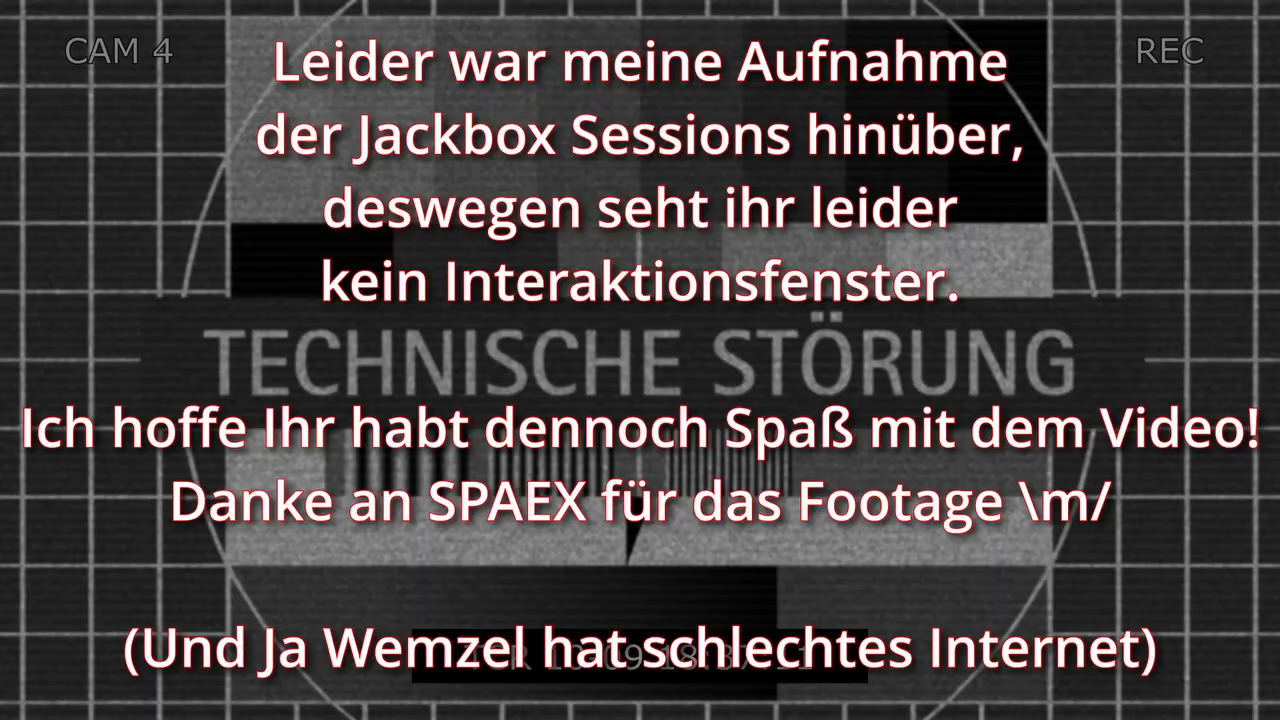 CAM 4
REC
Leider war meine Aufnahme
der Jackbox Sessions hinüber,
deswegen seht ihr leider
kein Interaktionsfenster.
TECHNISCHE STÖRUNG
Ich hoffe Ihr habt dennoch Spaß mit dem Video!
Danke an SPAEX für das Footage \m/
(Und Ja Wemzel hat schlechtes Internet)